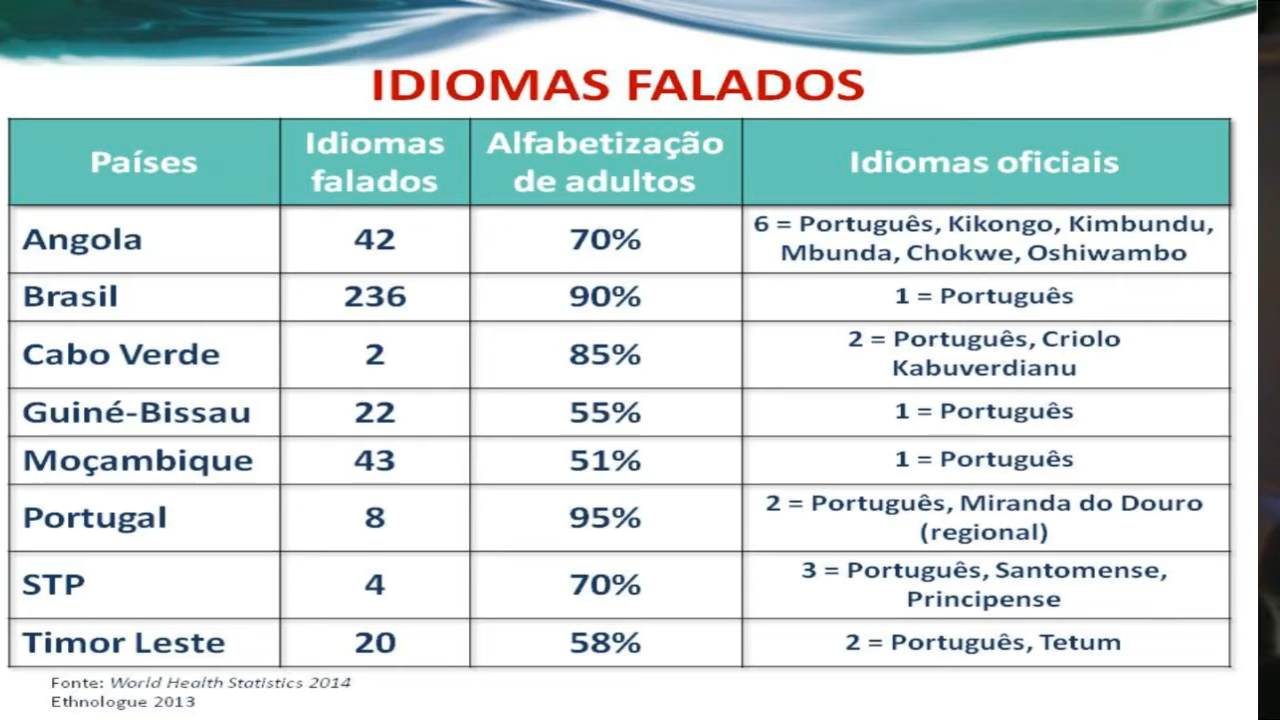 IDIOMAS FALADOS
Países
Idiomas
falados
Alfabetização
de adultos
Idiomas oficiais
Angola
42
70%
6 = Português, Kikongo, Kimbundu,
Mbunda, Chokwe, Oshiwambo
Brasil
236
90%
1 = Português
Cabo Verde
2
85%
2 = Português, Criolo
Kabuverdianu
Guiné-Bissau
22
55%
1 = Português
Moçambique
43
51%
1 = Português
Portugal
8
95%
2 = Português, Miranda do Douro
(regional)
STP
4
70%
3 = Português, Santomense,
Principense
Timor Leste
20
58%
2 = Português, Tetum
Fonte: World Health Statistics 2014
Ethnologue 2013